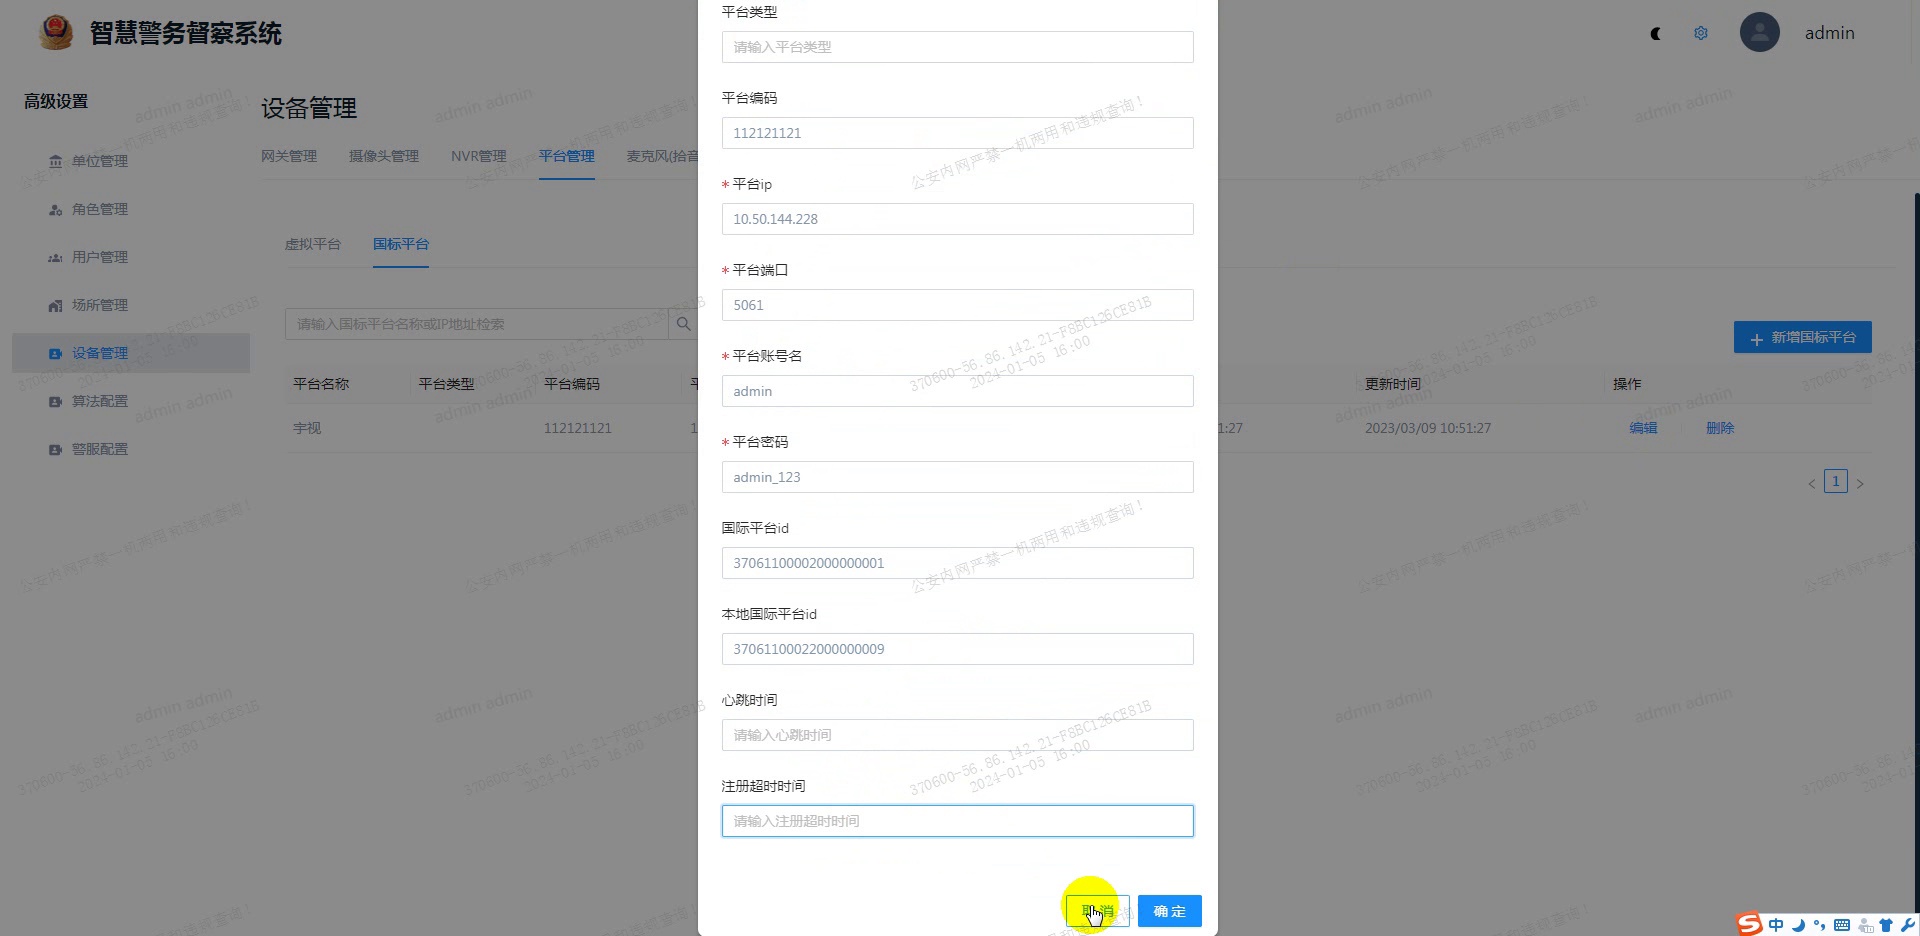 智慧警务督察系统
admin
高级设置
单位管理
角色管理
用户管理
场所管理
设备管理
算法配置
警服配置
设备管理
网关管理 摄像头管理 NVR管理 平台管理 麦克风(拾音
虚拟平台 国标平台
请输入国标平台名称或IP地址检索
新增国标平台
平台名称 平台类型 平台编码 更新时间 操作
宇视 112121121 1 1:27 2023/03/09 10:51:27 编辑 删除
< 1 >
平台类型
请输入平台类型
平台编码
112121121
* 平台ip
10.50.144.228
* 平台端口
5061
* 平台账号名
admin
* 平台密码
admin_123
国际平台id
37061100002000000001
本地国际平台id
37061100022000000009
心跳时间
请输入心跳时间
注册超时时间
请输入注册超时时间
取消 确定
admin admin
公安内网严禁一机两用和违规查询!
370600-56.86.142.21-F8BC126CE81B
2024-01-05 16:00
中